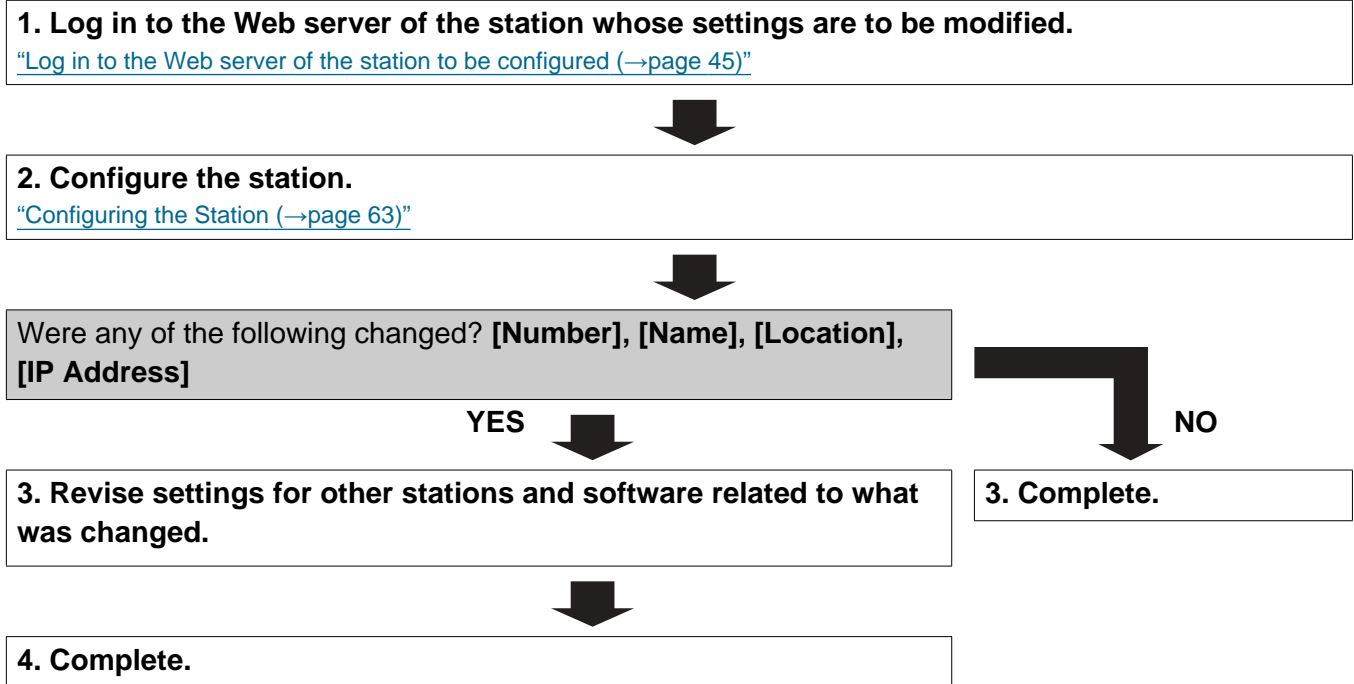 1. Log in to the Web server of the station whose settings are to be modified.
“Log in to the Web server of the station to be configured (→page 45)”
2. Configure the station.
“Configuring the Station (→page 63)”
Were any of the following changed? [Number], [Name], [Location],
[IP Address]
YES
NO
3. Revise settings for other stations and software related to what
was changed.
3. Complete.
4. Complete.